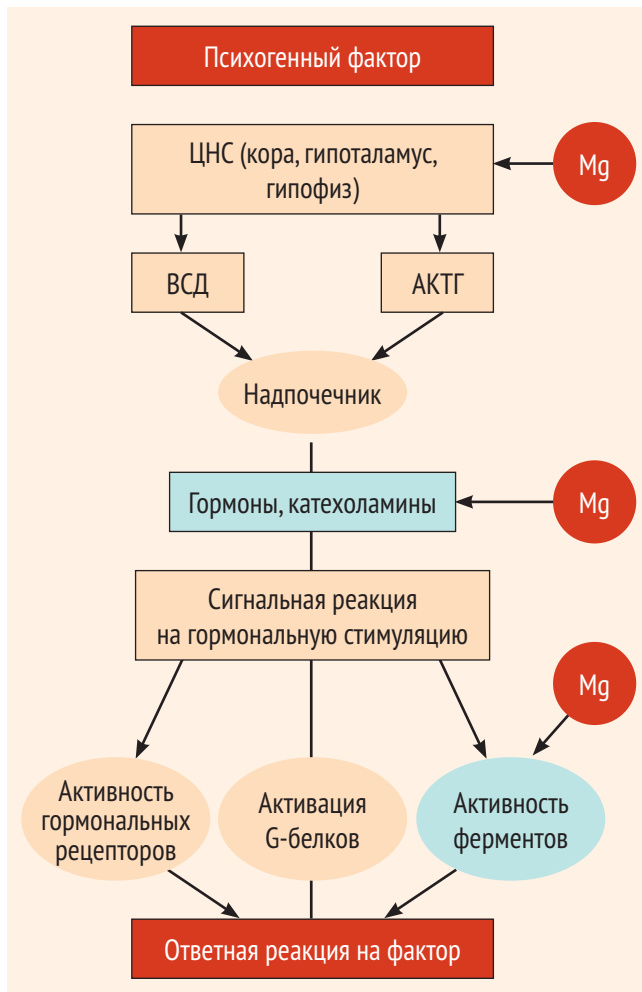 Психогенный фактор
ЦНС (кора, гипоталамус,
гипофиз)
Mg
ВСД
АКТГ
Надпочечник
Гормоны, катехоламины
Mg
Сигнальная реакция
на гормональную стимуляцию
Mg
Активность
гормональных
рецепторов
Активация
G-белков
Активность
ферментов
Ответная реакция на фактор